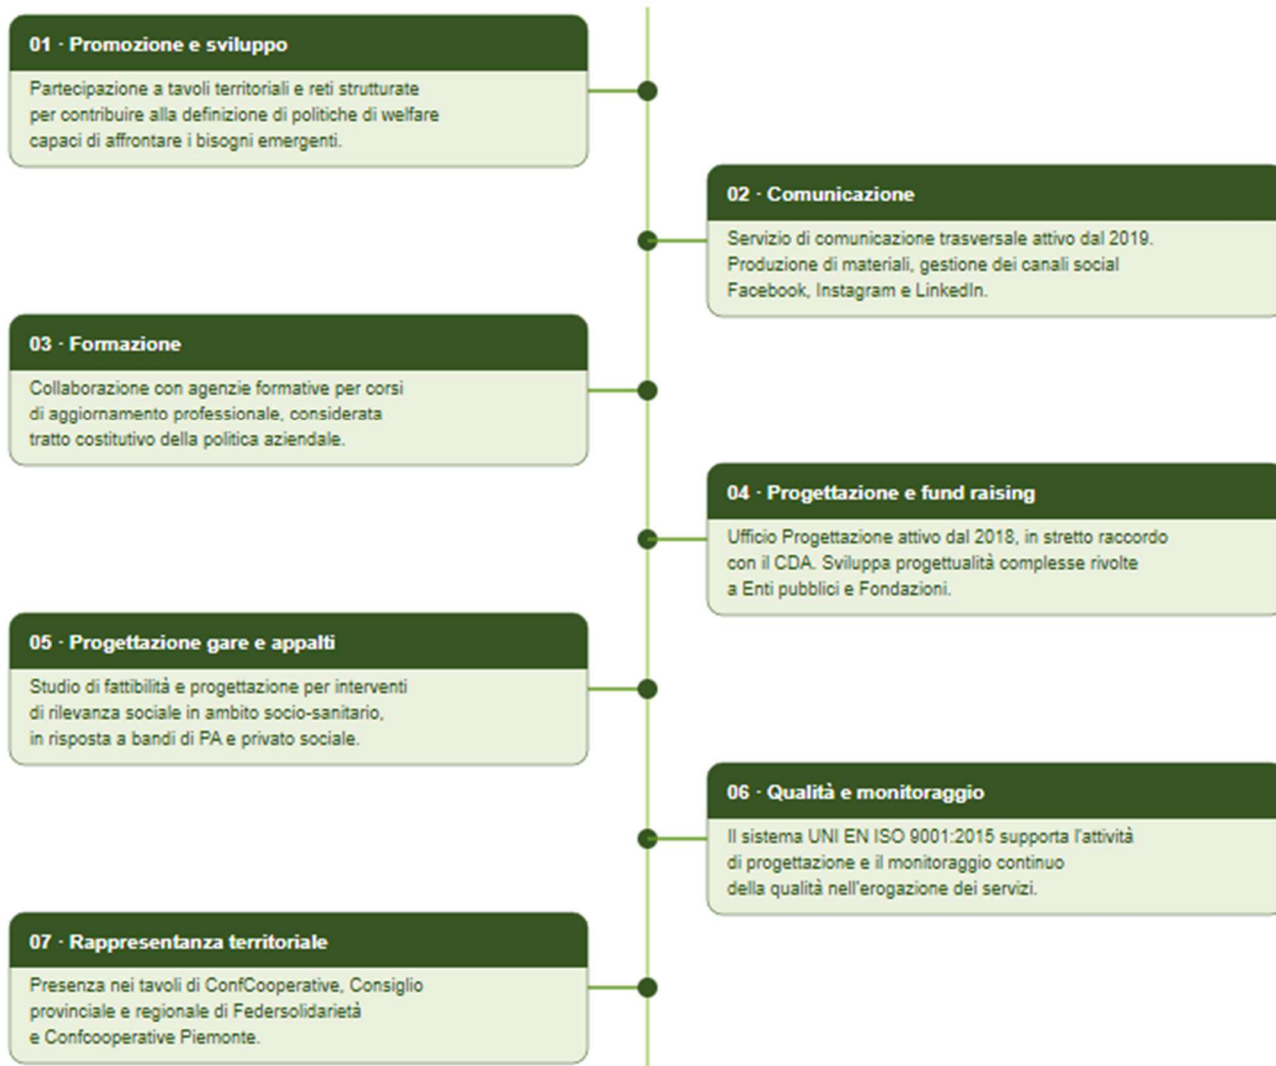 01 · Promozione e sviluppo
Partecipazione a tavoli territoriali e reti strutturate
per contribuire alla definizione di politiche di welfare
capaci di affrontare i bisogni emergenti.
02 · Comunicazione
Servizio di comunicazione trasversale attivo dal 2019.
Produzione di materiali, gestione dei canali social
Facebook, Instagram e LinkedIn.
03 · Formazione
Collaborazione con agenzie formative per corsi
di aggiornamento professionale, considerata
tratto costitutivo della politica aziendale.
04 · Progettazione e fund raising
Ufficio Progettazione attivo dal 2018, in stretto raccordo
con il CDA. Sviluppa progettualità complesse rivolte
a Enti pubblici e Fondazioni.
05 · Progettazione gare e appalti
Studio di fattibilità e progettazione per interventi
di rilevanza sociale in ambito socio-sanitario,
in risposta a bandi di PA e privato sociale.
06 · Qualità e monitoraggio
Il sistema UNI EN ISO 9001:2015 supporta l'attività
di progettazione e il monitoraggio continuo
della qualità nell'erogazione dei servizi.
07 · Rappresentanza territoriale
Presenza nei tavoli di ConfCooperative, Consiglio
provinciale e regionale di Federsolidarietà
e Confcooperative Piemonte.